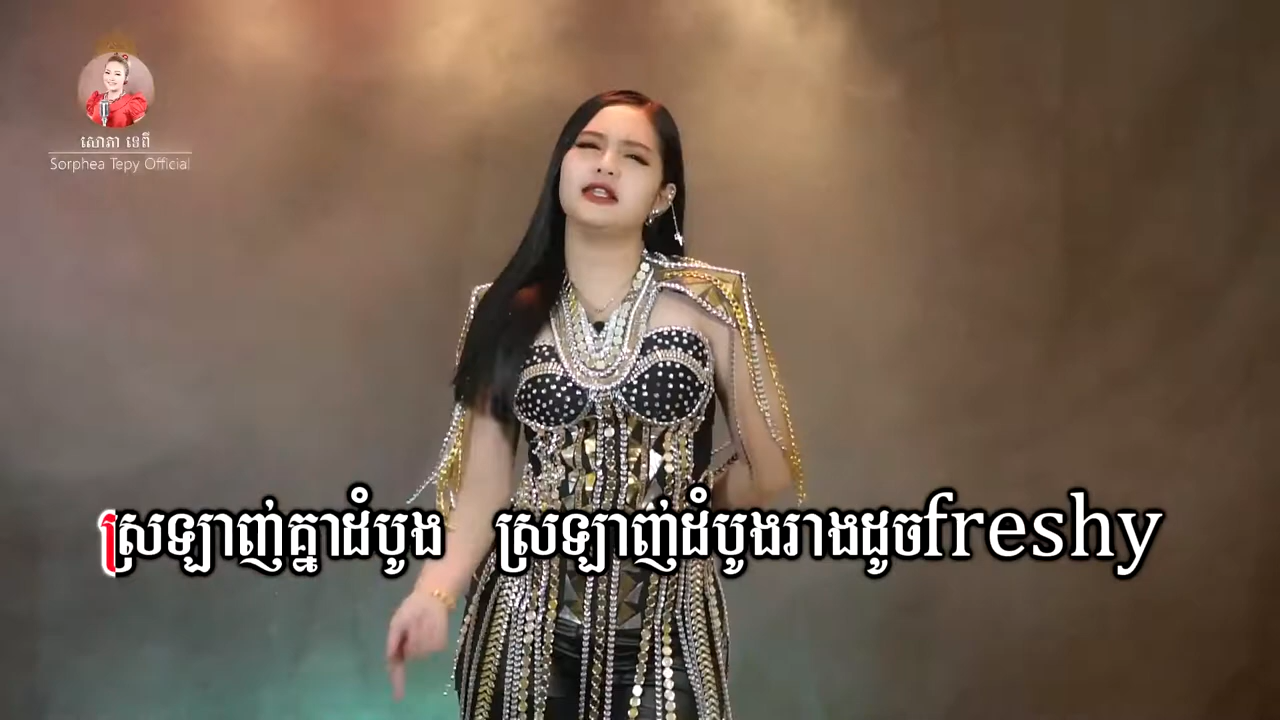 សោភា ទេពី
Sorphea Tepy Official
ស្រឡាញ់គ្នាដំបូង ស្រឡាញ់ដំបូងរាងដូចfreshy